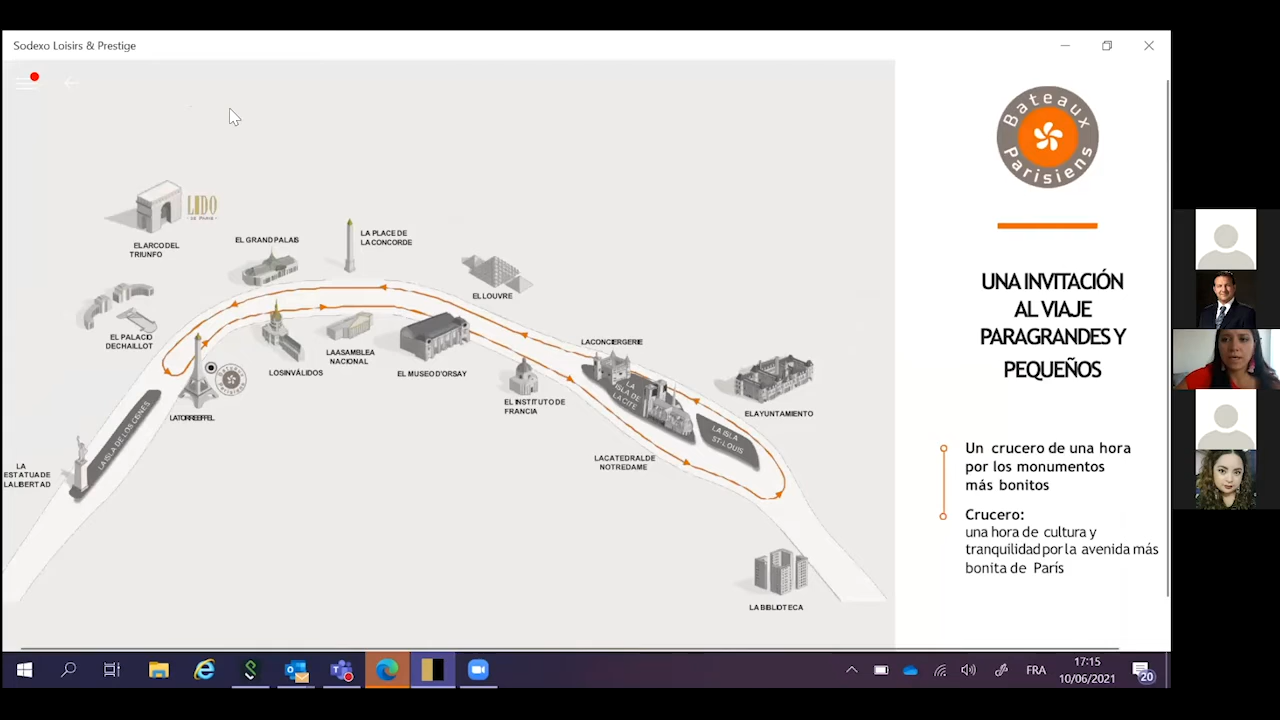 Sodexo Loisirs & Prestige
LIDO
DE PARIS
EL ARCO DEL
TRIUNFO
EL GRAND PALAIS
LA PLACE DE
LA CONCORDE
EL LOUVRE
EL PALACIO
DE CHAILLOT
LOS INVÁLIDOS
LA ASAMBLEA
NACIONAL
EL MUSEO D'ORSAY
LA CONCIERGERIE
EL INSTITUTO DE
FRANCIA
LA ISLA DE
LA CITE
EL AYUNTAMIENTO
LA TORRE EIFFEL
LA ISLA DE LOS CISNES
LA
ESTATUA DE
LA LIBERTAD
LA CATEDRAL DE
NOTRE DAME
LA ISLA
ST-LOUIS
LA BIBLIOTECA
Bateaux
Parisiens
UNA INVITACIÓN
AL VIAJE
PARA GRANDES Y
PEQUEÑOS
Un crucero de una hora
por los monumentos
más bonitos
Crucero:
una hora de cultura y
tranquilidad por la avenida más
bonita de París
FRA
17:15
10/06/2021
20